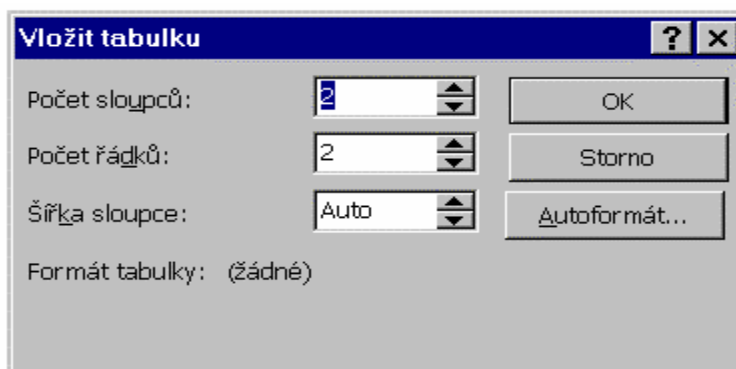 Vložit tabulku
Počet sloupců: 2 OK
Počet řádků: 2 Storno
Šířka sloupce: Auto Autoformát...
Formát tabulky: (žádné)